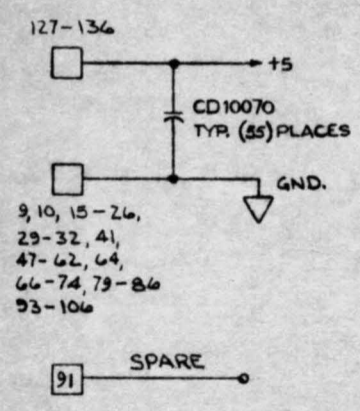 127-136
+5
CD10070
TYP. (55) PLACES
GND.
9, 10, 15-26,
29-32, 41,
47-62, 64,
66-74, 79-86
93-106
SPARE
91